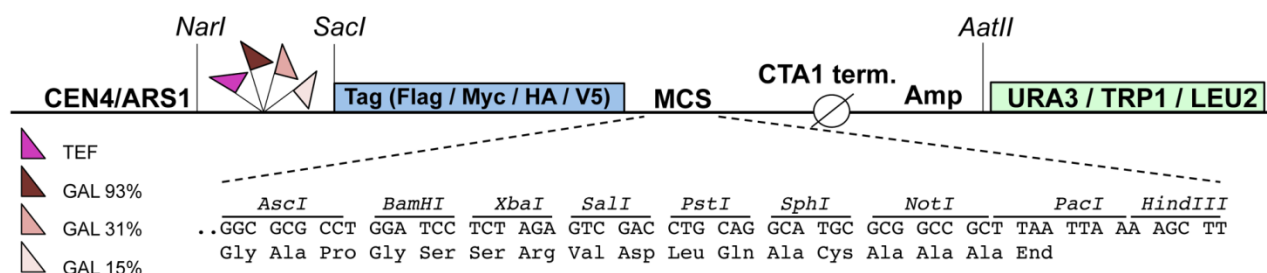 NarI SacI AatII
CEN4/ARS1 Tag (Flag / Myc / HA / V5) MCS CTA1 term. Amp URA3 / TRP1 / LEU2
TEF
GAL 93%
GAL 31%
GAL 15%
AscI BamHI XbaI SalI PstI SphI NotI PacI HindIII
..GGC GCG CCT GGA TCC TCT AGA GTC GAC CTG CAG GCA TGC GCG GCC GCT TAA TTA AAA GCT T
Gly Ala Pro Gly Ser Ser Arg Val Asp Leu Gln Ala Cys Ala Ala Ala End